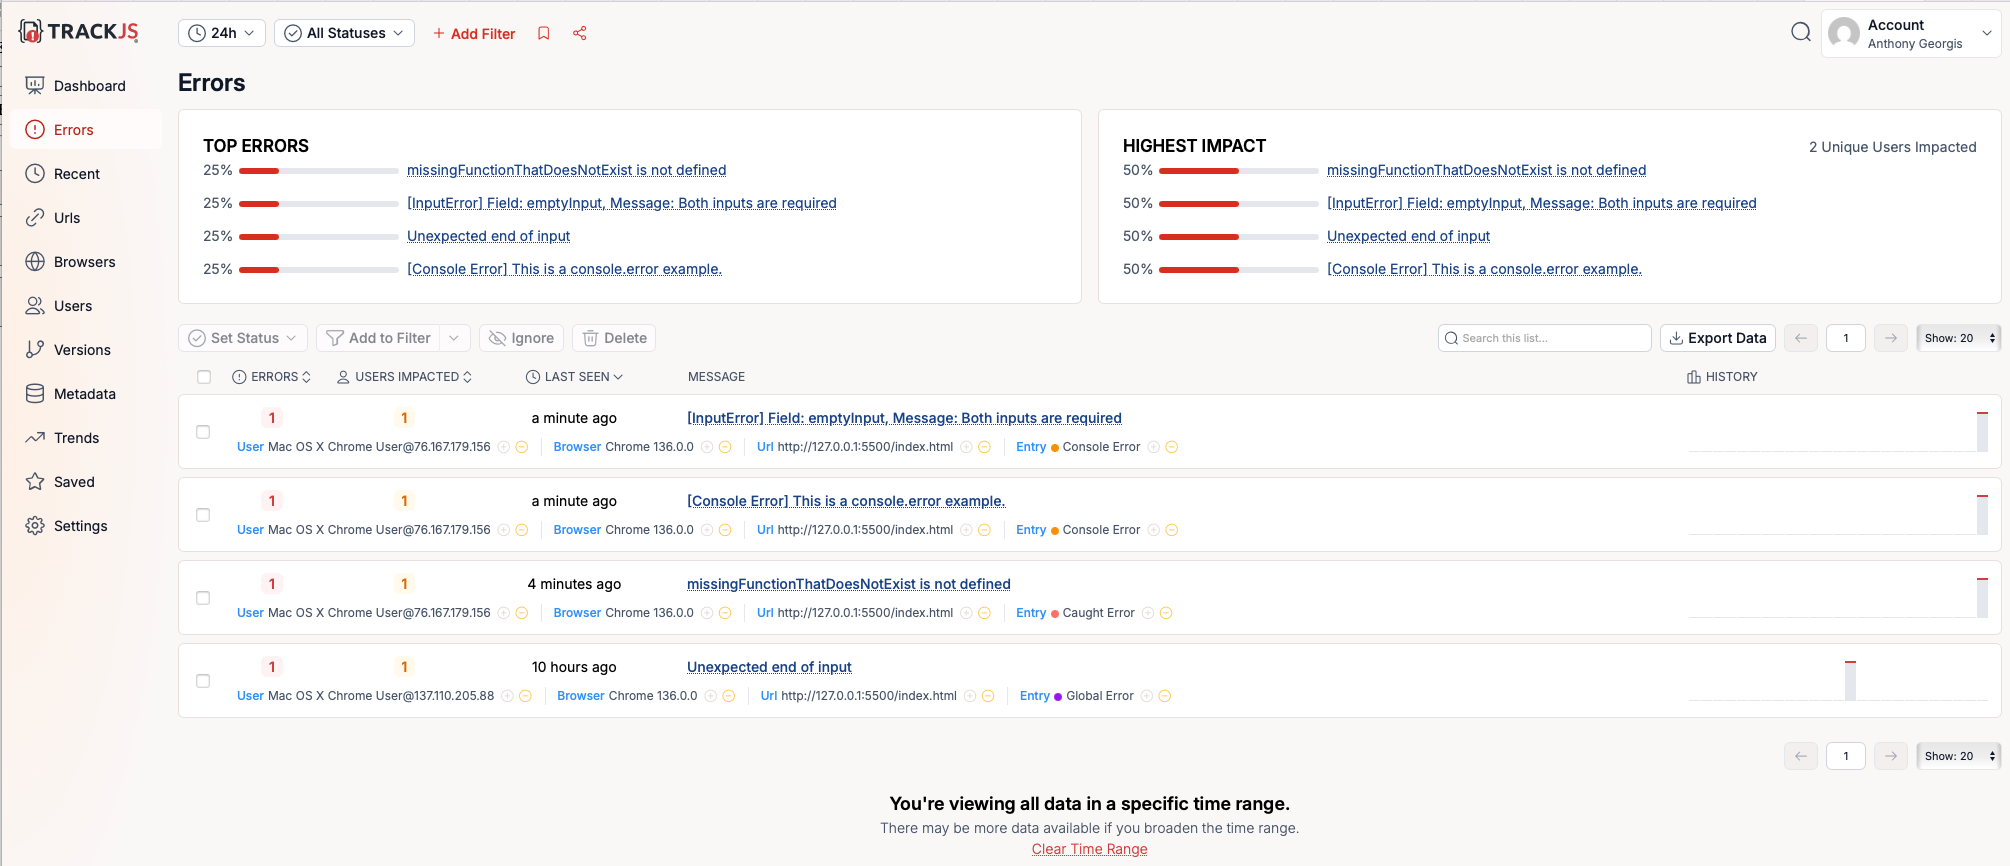 TRACKJS
24h
All Statuses
+ Add Filter
Account
Anthony Georgis
Dashboard
Errors
Recent
Urls
Browsers
Users
Versions
Metadata
Trends
Saved
Settings
Errors
TOP ERRORS
25% missingFunctionThatDoesNotExist is not defined
25% [InputError] Field: emptyInput, Message: Both inputs are required
25% Unexpected end of input
25% [Console Error] This is a console.error example.
HIGHEST IMPACT
2 Unique Users Impacted
50% missingFunctionThatDoesNotExist is not defined
50% [InputError] Field: emptyInput, Message: Both inputs are required
50% Unexpected end of input
50% [Console Error] This is a console.error example.
Set Status Add to Filter Ignore Delete Search this list... Export Data 1 Show: 20
ERRORS USERS IMPACTED LAST SEEN MESSAGE HISTORY
1 1 a minute ago [InputError] Field: emptyInput, Message: Both inputs are required
User Mac OS X Chrome User@76.167.179.156 Browser Chrome 136.0.0 Url http://127.0.0.1:5500/index.html Entry Console Error
1 1 a minute ago [Console Error] This is a console.error example.
User Mac OS X Chrome User@76.167.179.156 Browser Chrome 136.0.0 Url http://127.0.0.1:5500/index.html Entry Console Error
1 1 4 minutes ago missingFunctionThatDoesNotExist is not defined
User Mac OS X Chrome User@76.167.179.156 Browser Chrome 136.0.0 Url http://127.0.0.1:5500/index.html Entry Caught Error
1 1 10 hours ago Unexpected end of input
User Mac OS X Chrome User@137.110.205.88 Browser Chrome 136.0.0 Url http://127.0.0.1:5500/index.html Entry Global Error
1 Show: 20
You're viewing all data in a specific time range.
There may be more data available if you broaden the time range.
Clear Time Range